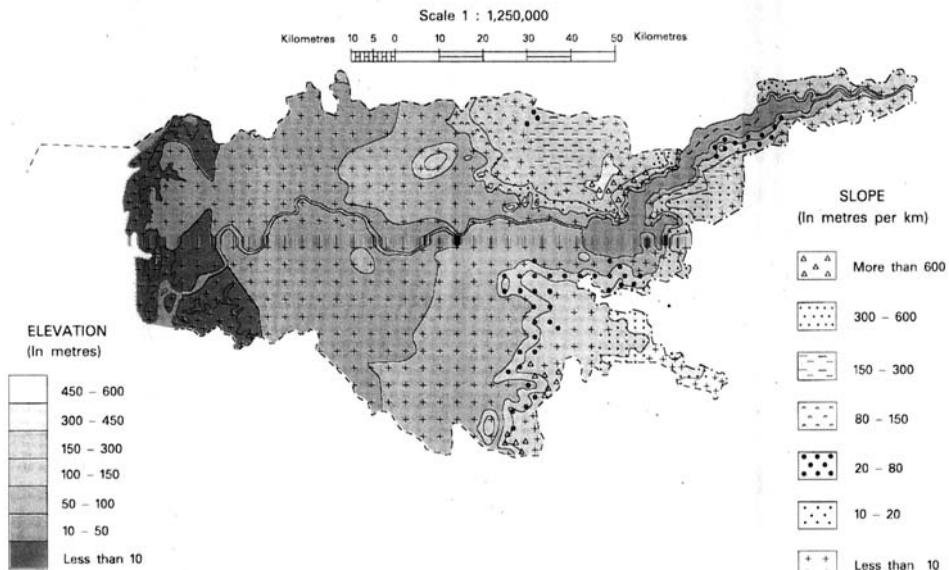 Scale 1 : 1,250,000
Kilometres 10 5 0 10 20 30 40 50 Kilometres
ELEVATION
(In metres)
450 – 600
300 – 450
150 – 300
100 – 150
50 – 100
10 – 50
Less than 10
SLOPE
(In metres per km)
More than 600
300 – 600
150 – 300
80 – 150
20 – 80
10 – 20
Less than 10